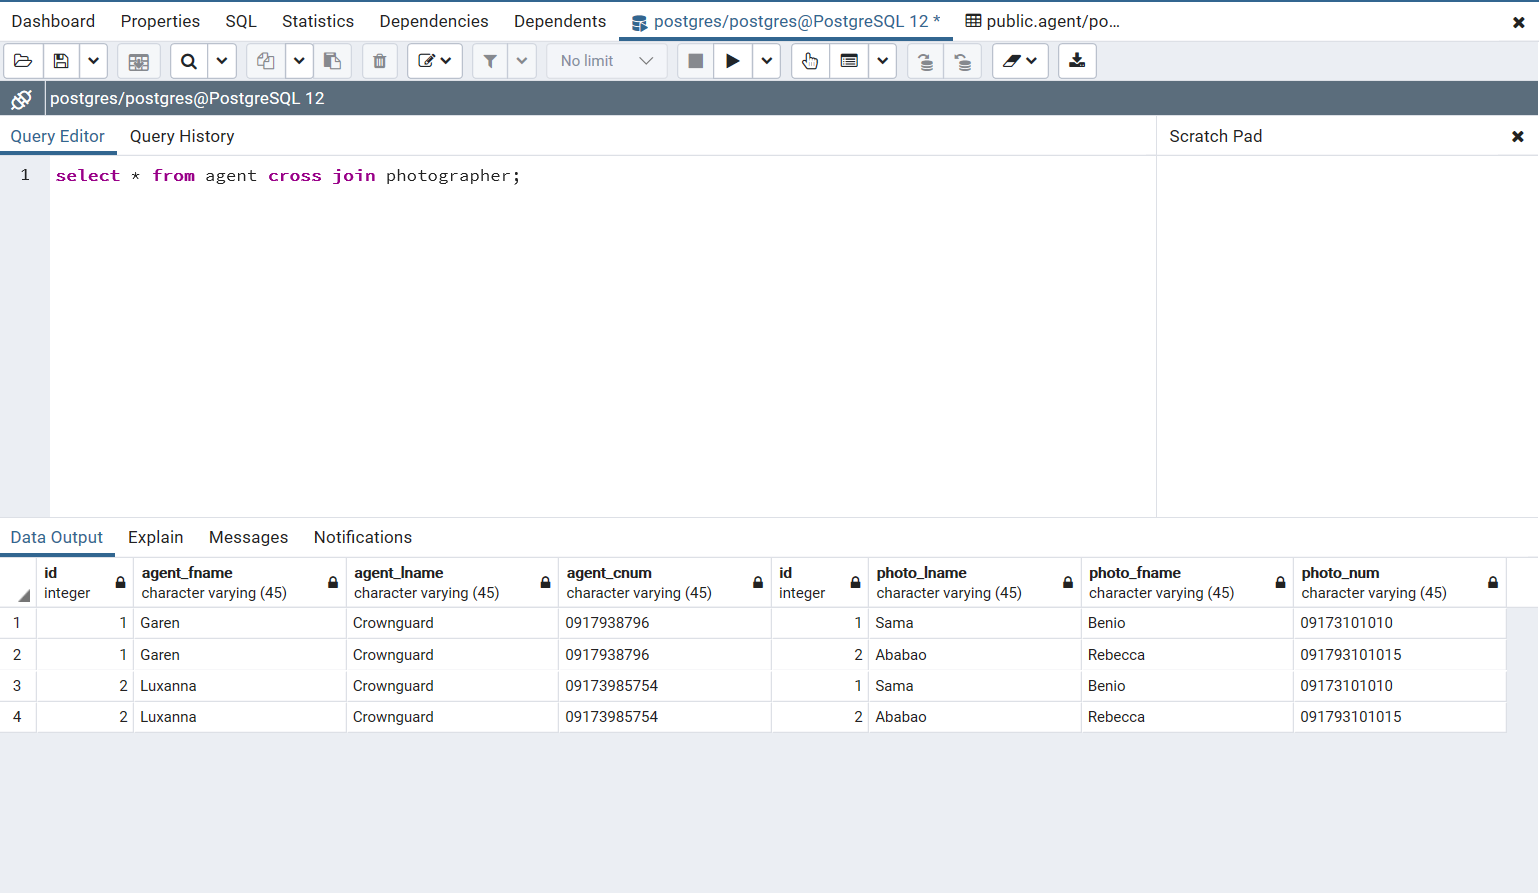 Dashboard Properties SQL Statistics Dependencies Dependents postgres/postgres@PostgreSQL 12 * public.agent/po...
No limit
postgres/postgres@PostgreSQL 12
Query Editor Query History Scratch Pad
1 select * from agent cross join photographer;
Data Output Explain Messages Notifications
id agent_fname agent_lname agent_cnum id photo_lname photo_fname photo_num
integer character varying (45) character varying (45) character varying (45) integer character varying (45) character varying (45) character varying (45)
1 1 Garen Crownguard 0917938796 1 Sama Benio 09173101010
2 1 Garen Crownguard 0917938796 2 Ababao Rebecca 091793101015
3 2 Luxanna Crownguard 09173985754 1 Sama Benio 09173101010
4 2 Luxanna Crownguard 09173985754 2 Ababao Rebecca 091793101015